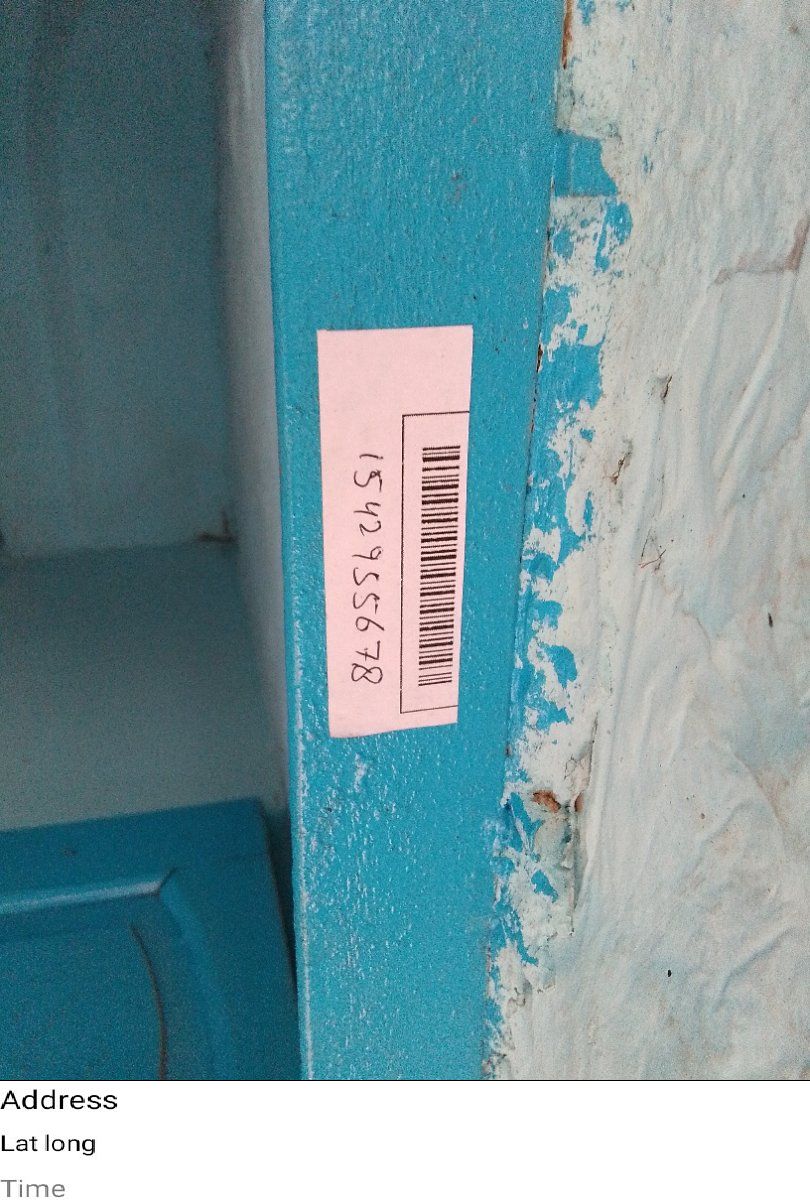 1542955678
Address
Lat long
Time